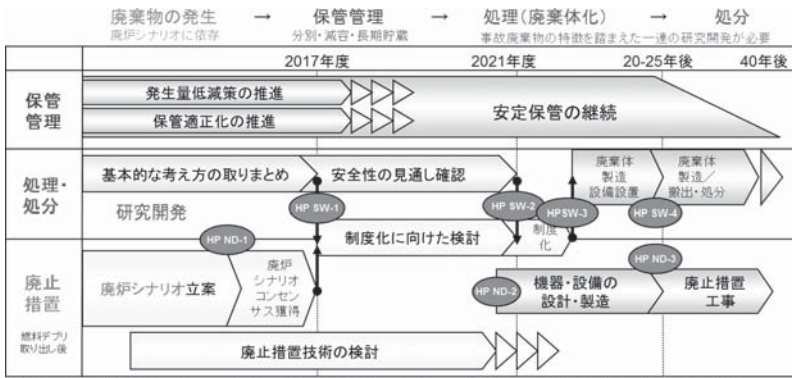 廃棄物の発生 → 保管管理 → 処理(廃棄体化) → 処分
廃炉シナリオに依存 分別・減容・長期貯蔵 事故廃棄物の特徴を踏まえた一連の研究開発が必要
2017年度 2021年度 20-25年後 40年後
保管
管理
発生量低減策の推進
保管適正化の推進
安定保管の継続
処理・
処分
基本的な考え方の取りまとめ
安全性の見通し確認
廃棄体
製造
設備設置
廃棄体
製造／
搬出・処分
研究開発
HP SW-1
HP SW-2
HPSW-3
HP SW-4
制度化に向けた検討
制度
化
廃止
措置
燃料デブリ
取り出し後
HP ND-1
廃炉シナリオ立案
廃炉
シナリオ
コンセン
サス獲得
HP ND-2
機器・設備の
設計・製造
HP ND-3
廃止措置
工事
廃止措置技術の検討